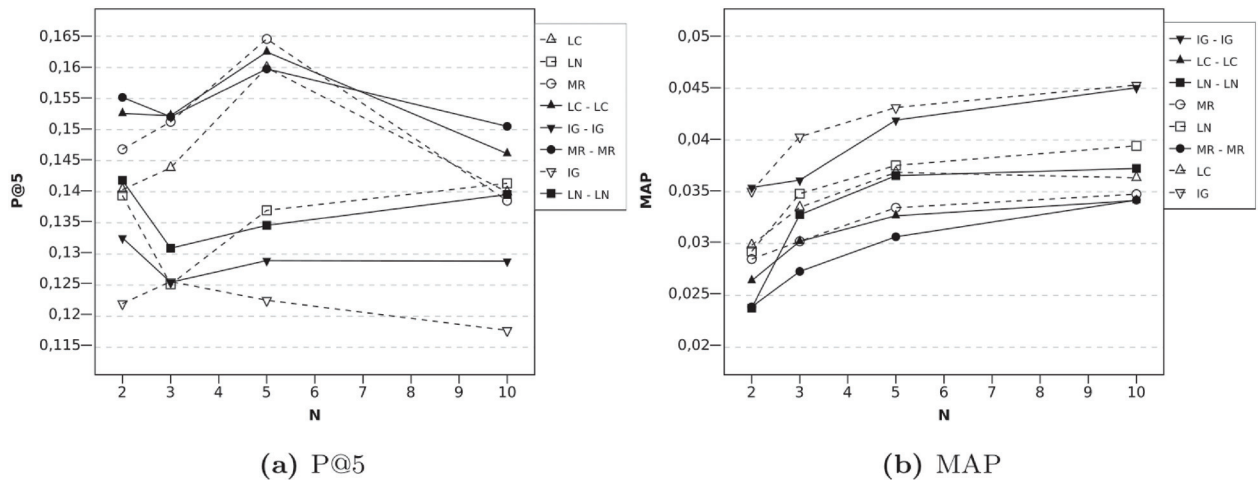 0,165
0,16
0,155
0,15
0,145
0,14
0,135
0,13
0,125
0,12
0,115
P@5
2 3 4 5 6 7 8 9 10
N
LC
LN
MR
LC - LC
IG - IG
MR - MR
IG
LN - LN
(a) P@5
0,05
0,045
0,04
0,035
0,03
0,025
0,02
MAP
2 3 4 5 6 7 8 9 10
N
IG - IG
LC - LC
LN - LN
MR
LN
MR - MR
LC
IG
(b) MAP